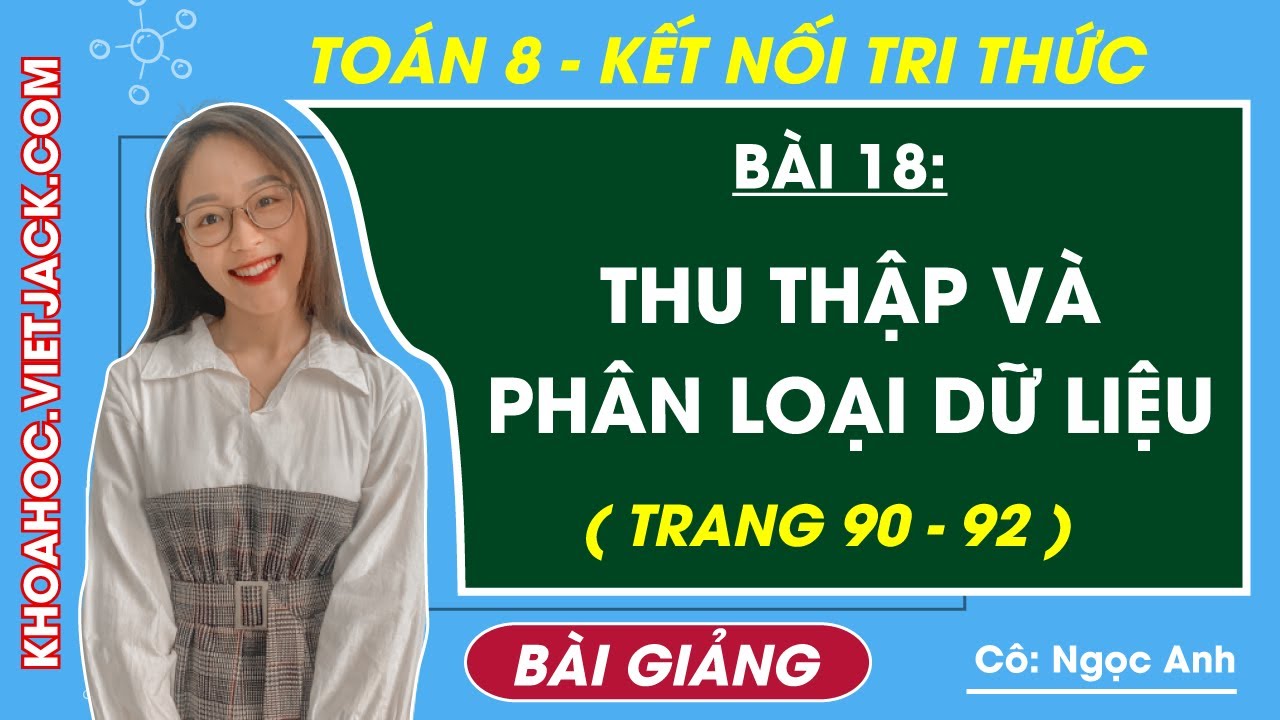 KHOAHOC.VIETJACK.COM
TOÁN 8 - KẾT NỐI TRI THỨC
BÀI 18:
THU THẬP VÀ
PHÂN LOẠI DỮ LIỆU
( TRANG 90 - 92 )
BÀI GIẢNG
Cô: Ngọc Anh